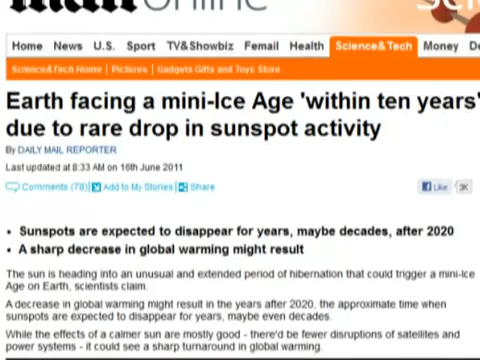 Online
Home News U.S. Sport TV&Showbiz Femail Health Science&Tech Money
Science&Tech Home | Pictures | Gadgets Gifts and Toys Store
Earth facing a mini-Ice Age 'within ten years'
due to rare drop in sunspot activity
By DAILY MAIL REPORTER
Last updated at 8:33 AM on 16th June 2011
Comments (78) Add to My Stories Share
Like 3K
• Sunspots are expected to disappear for years, maybe decades, after 2020
• A sharp decrease in global warming might result
The sun is heading into an unusual and extended period of hibernation that could trigger a mini-Ice
Age on Earth, scientists claim.
A decrease in global warming might result in the years after 2020, the approximate time when
sunspots are expected to disappear for years, maybe even decades.
While the effects of a calmer sun are mostly good - there'd be fewer disruptions of satellites and
power systems - it could see a sharp turnaround in global warming.